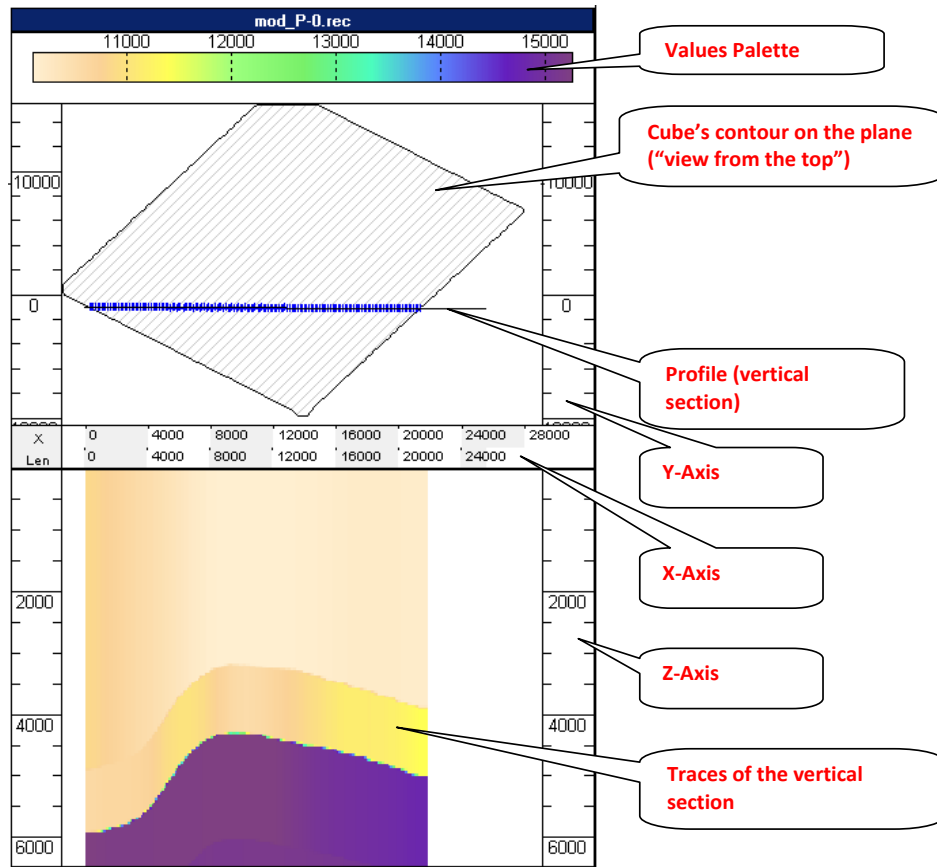 mod_P-0.rec
11000 12000 13000 14000 15000
Values Palette
Cube's contour on the plane
(“view from the top”)
-10000 -10000
0 0
Profile (vertical
section)
X 0 4000 8000 12000 16000 20000 24000 28000
Len 0 4000 8000 12000 16000 20000 24000
Y-Axis
X-Axis
2000 2000
Z-Axis
4000 4000
Traces of the vertical
section
6000 6000